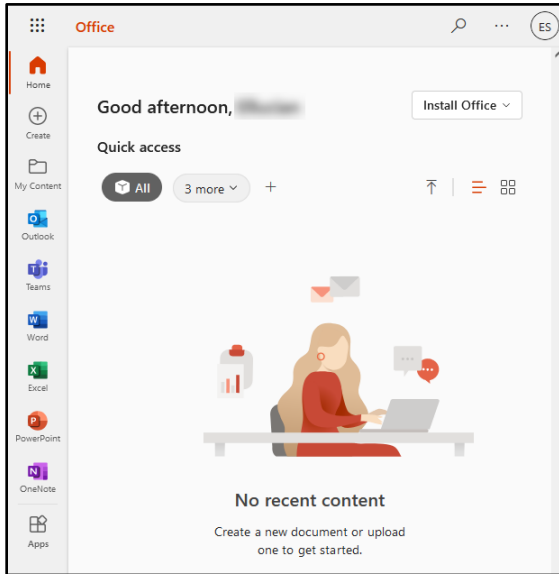 Office
ES
Home
Create
My Content
Outlook
Teams
Word
Excel
PowerPoint
OneNote
Apps
Good afternoon,
Install Office
Quick access
All
3 more
No recent content
Create a new document or upload
one to get started.